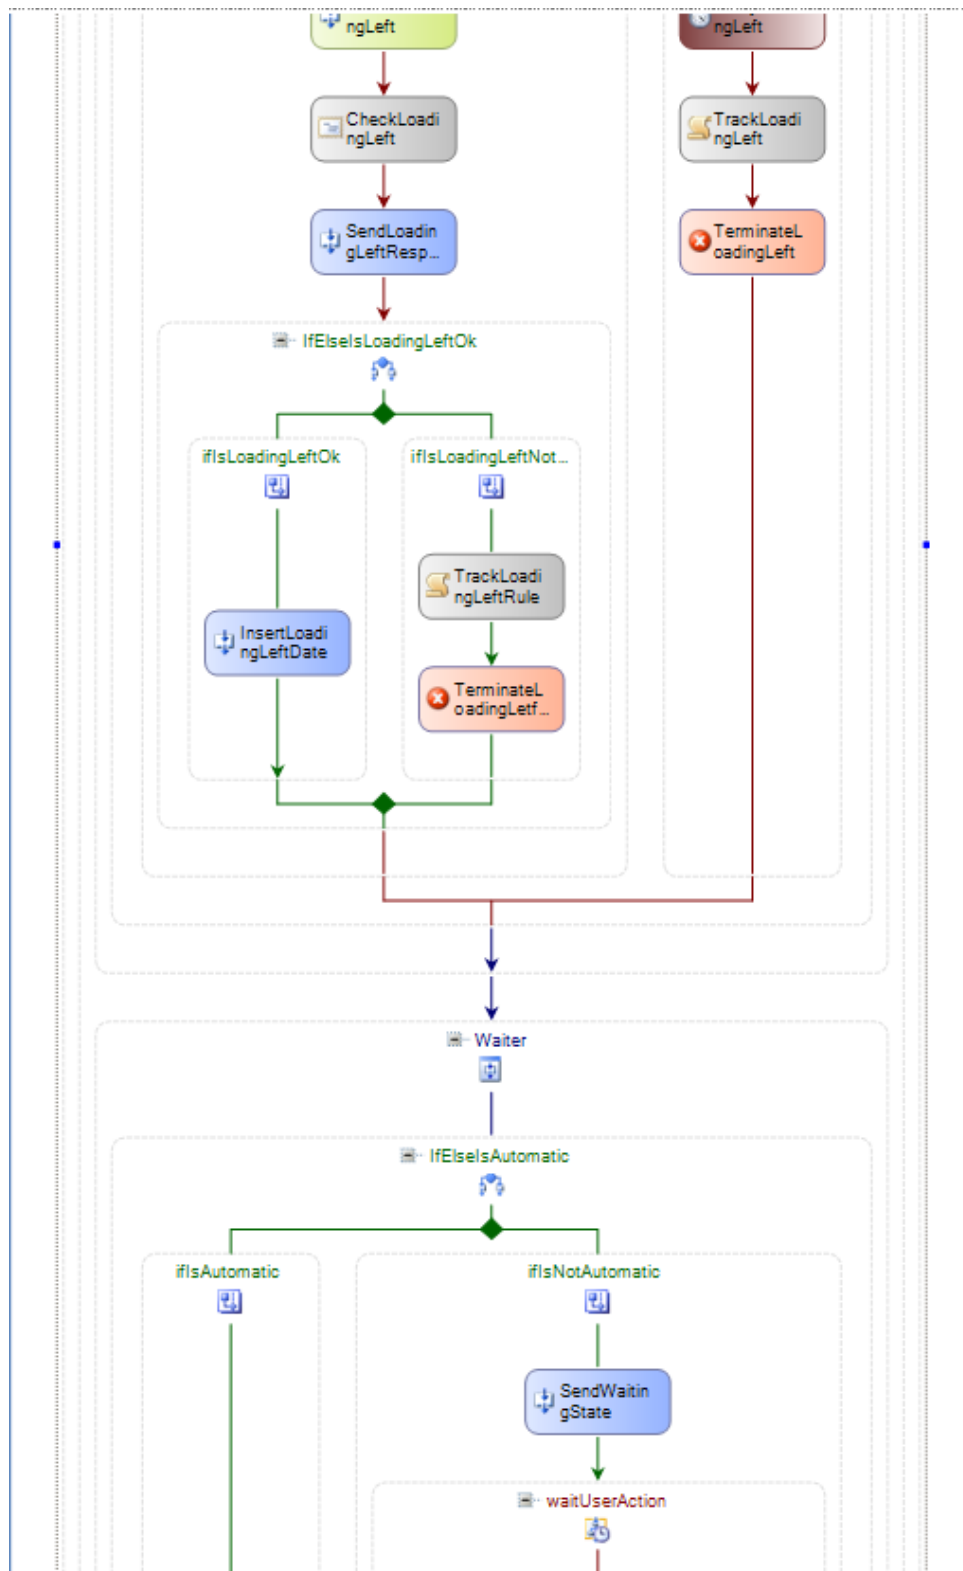 ngLeft
ngLeft
CheckLoadi
ngLeft
TrackLoadi
ngLeft
SendLoadin
gLeftResp...
TerminateL
oadingLeft
IfElseIsLoadingLeftOk
ifIsLoadingLeftOk
ifIsLoadingLeftNot...
TrackLoadi
ngLeftRule
InsertLoadi
ngLeftDate
TerminateL
oadingLetf...
Waiter
IfElseIsAutomatic
ifIsAutomatic
ifIsNotAutomatic
SendWaitin
gState
waitUserAction